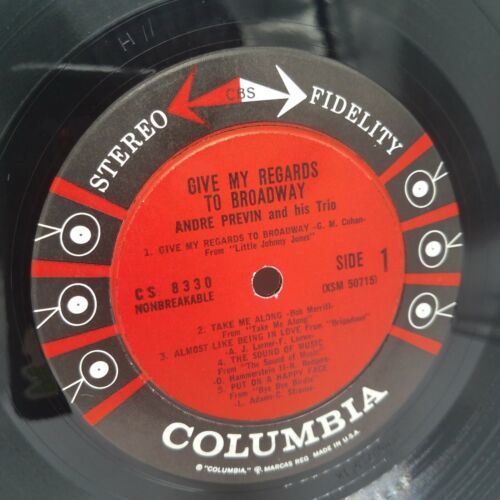 H
CBS
STEREO FIDELITY
GIVE MY REGARDS
TO BROADWAY
ANDRE PREVIN and his Trio
1. GIVE MY REGARDS TO BROADWAY -G. M. Cohan-
From "Little Johnny Jones"
CS 8330
NONBREAKABLE
SIDE 1
(XSM 50715)
2. TAKE ME ALONG -Bob Merrill-
From "Take Me Along"
3. ALMOST LIKE BEING IN LOVE From "Brigadoon"
- A. J. Lerner-F. Loewe-
4. THE SOUND OF MUSIC
From "The Sound of Music"
-O. Hammerstein II-R. Rodgers-
5. PUT ON A HAPPY FACE
From "Bye Bye Birdie"
-L. Adams-C. Strouse-
COLUMBIA
® "COLUMBIA," Ⓟ, MARCAS REG. MADE IN U.S.A.